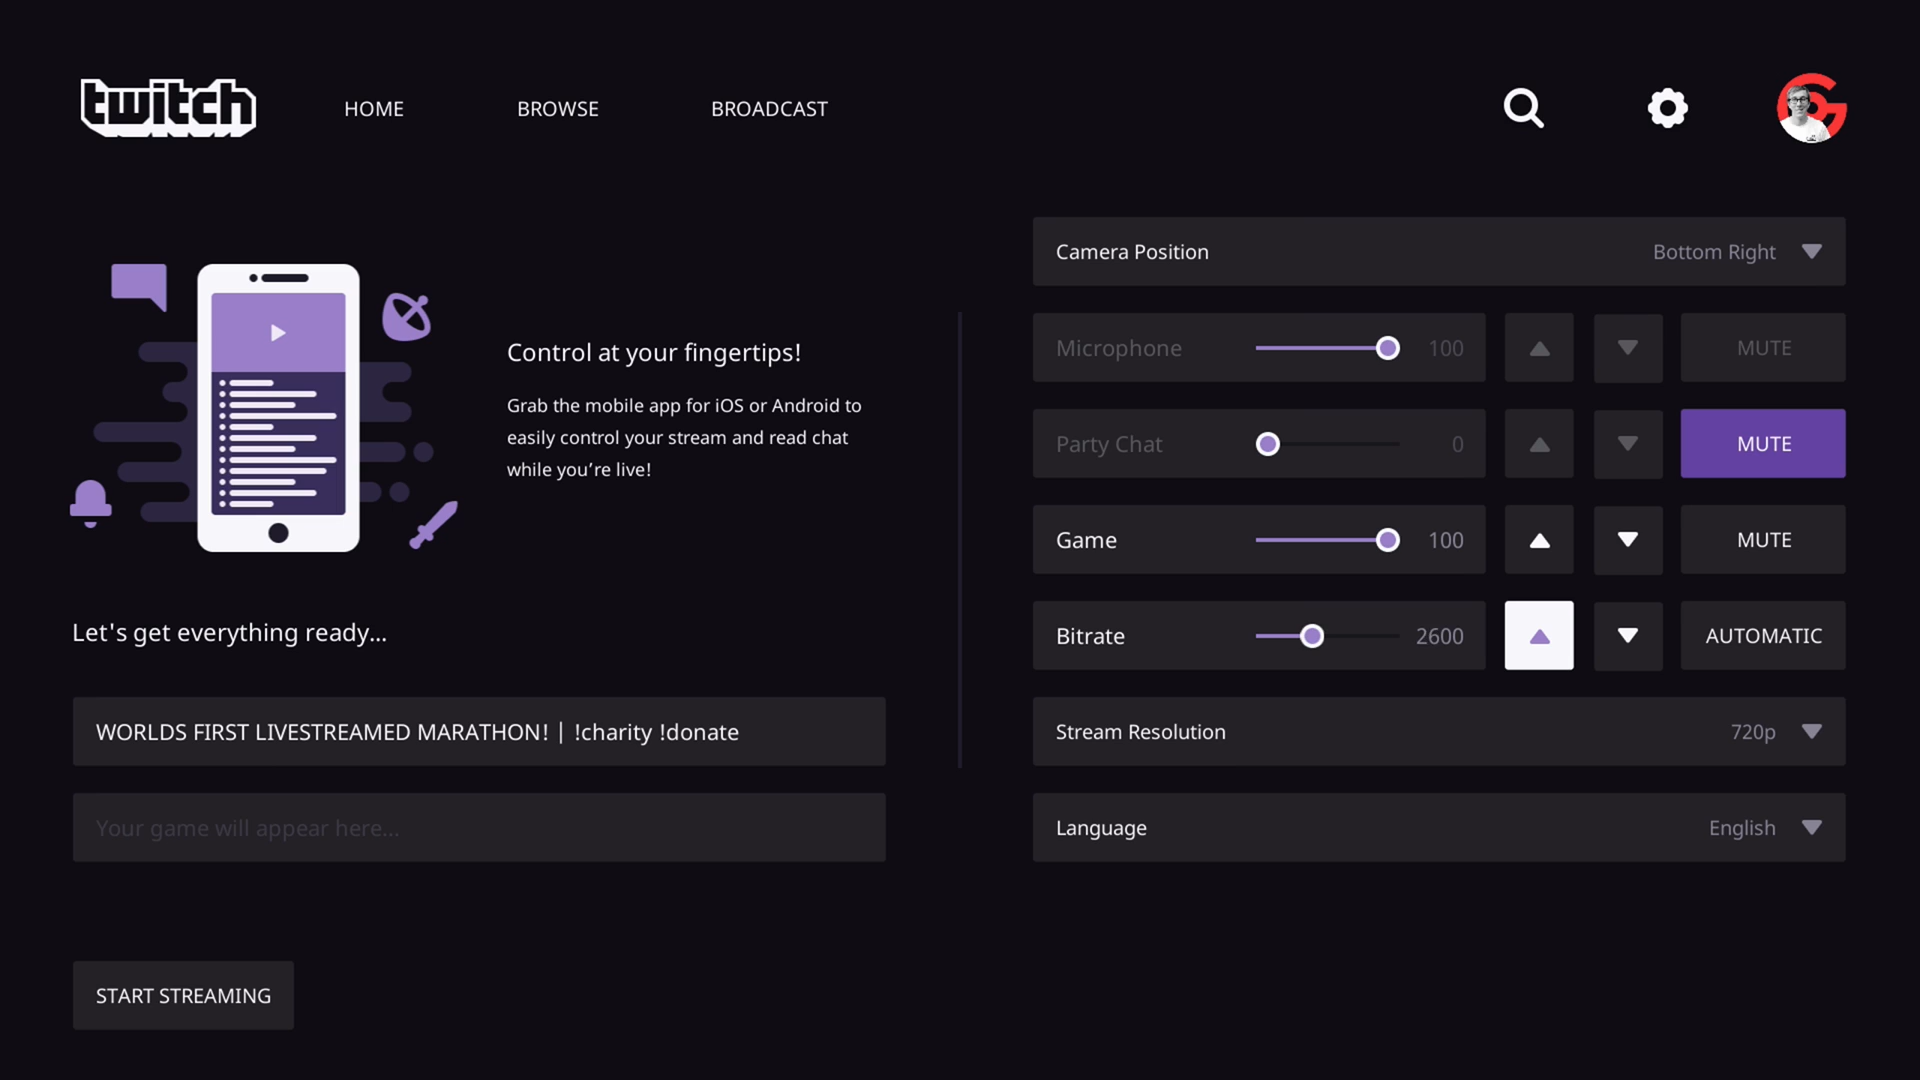 twitch
HOME
BROWSE
BROADCAST
Control at your fingertips!
Grab the mobile app for iOS or Android to
easily control your stream and read chat
while you’re live!
Let's get everything ready...
WORLDS FIRST LIVESTREAMED MARATHON! | !charity !donate
Your game will appear here...
START STREAMING
Camera Position Bottom Right
Microphone 100 MUTE
Party Chat 0 MUTE
Game 100 MUTE
Bitrate 2600 AUTOMATIC
Stream Resolution 720p
Language English